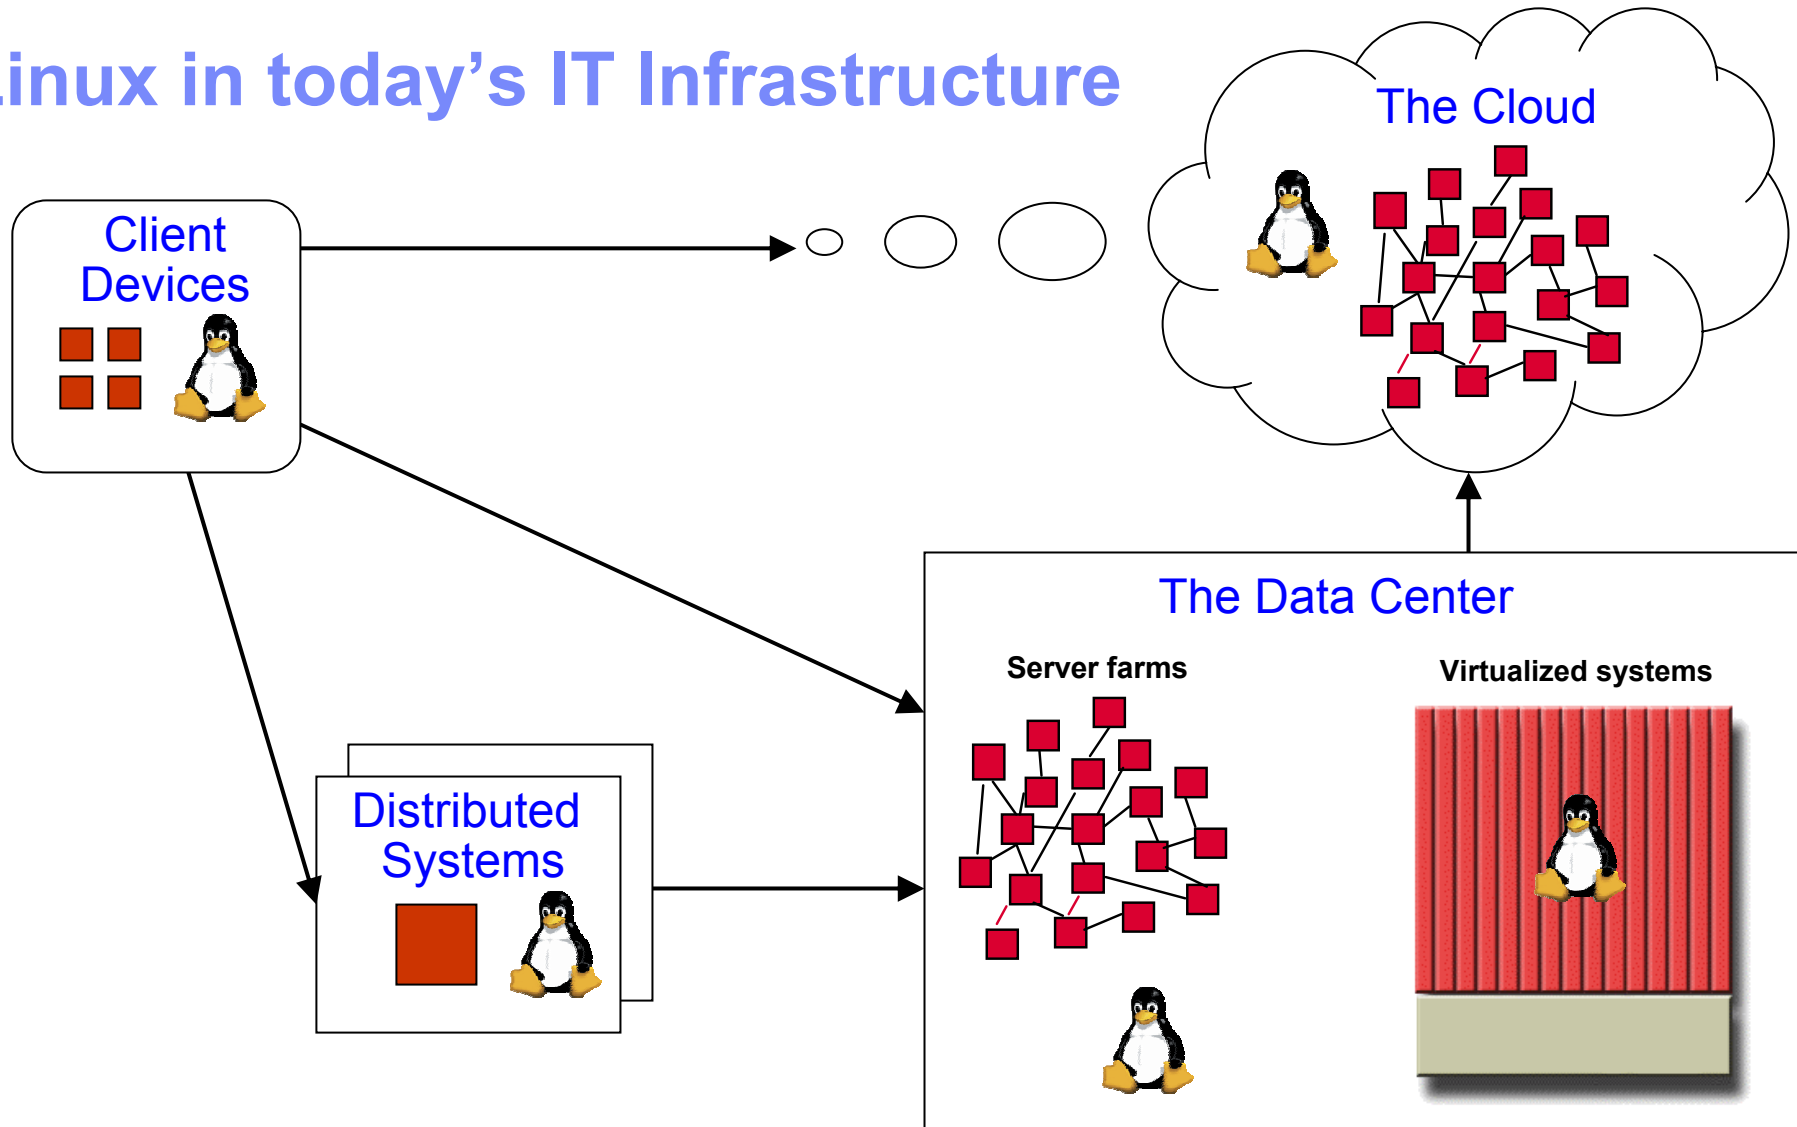 inux in today’s IT Infrastructure
The Cloud
Client
Devices
The Data Center
Server farms
Virtualized systems
Distributed
Systems